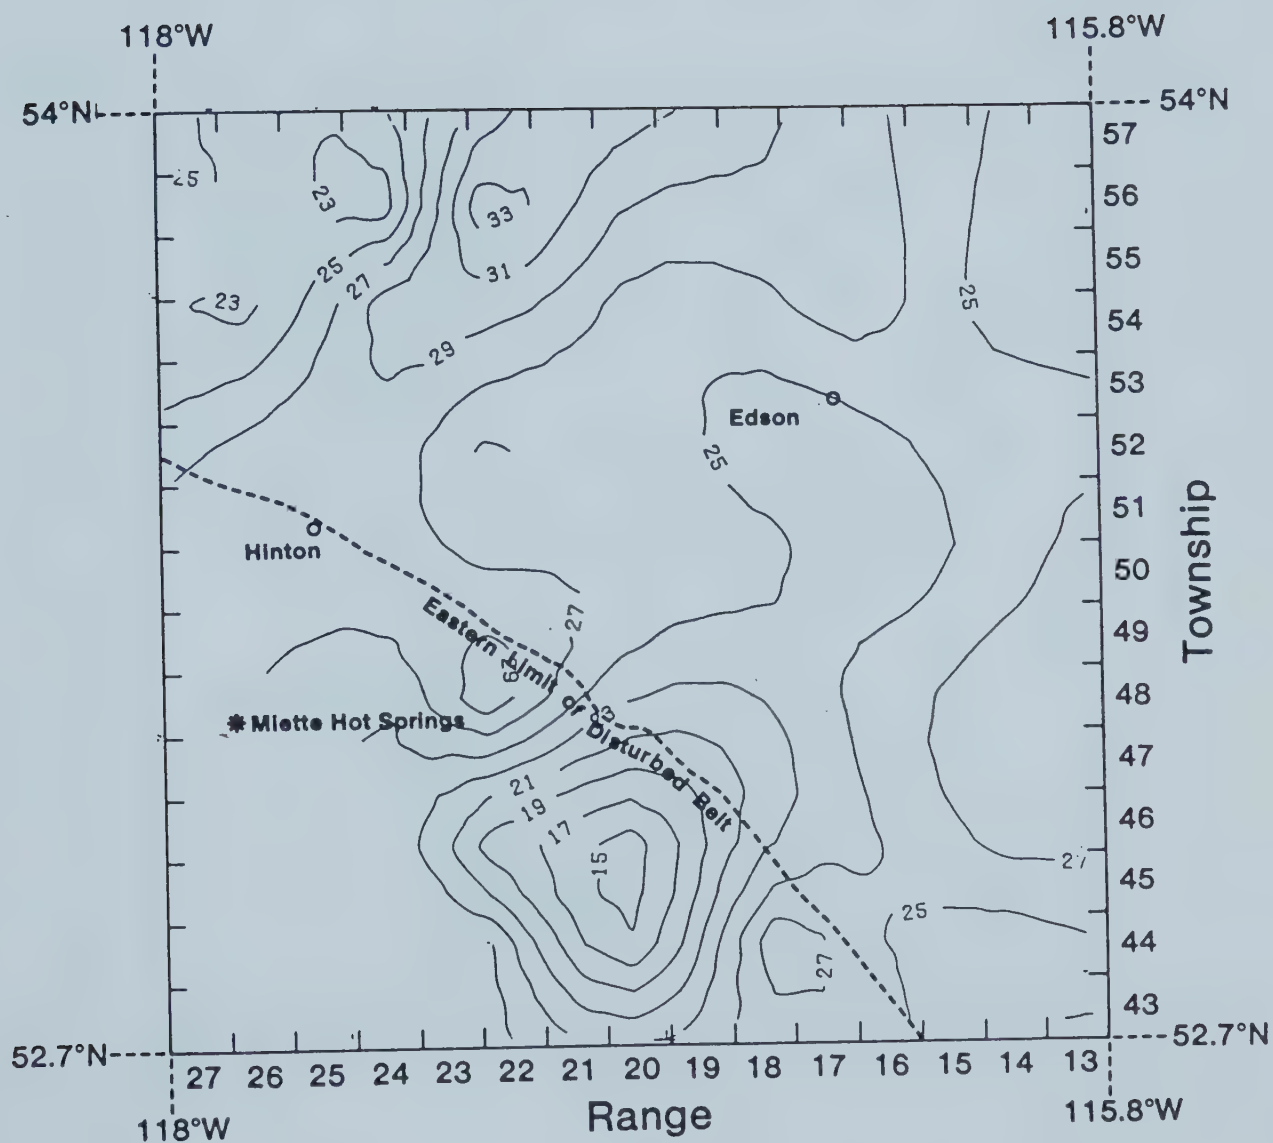 118°W
115.8°W
54°N
54°N
57
56
55
54
53
52
51
50
49
48
47
46
45
44
43
Township
25
23
33
31
25
27
23
29
25
Edson
25
Hinton
27
Eastern Limit of Disturbed Belt
29
23
✷ Miette Hot Springs
21
19
17
15
27
25
27
52.7°N
52.7°N
27 26 25 24 23 22 21 20 19 18 17 16 15 14 13
Range
118°W
115.8°W